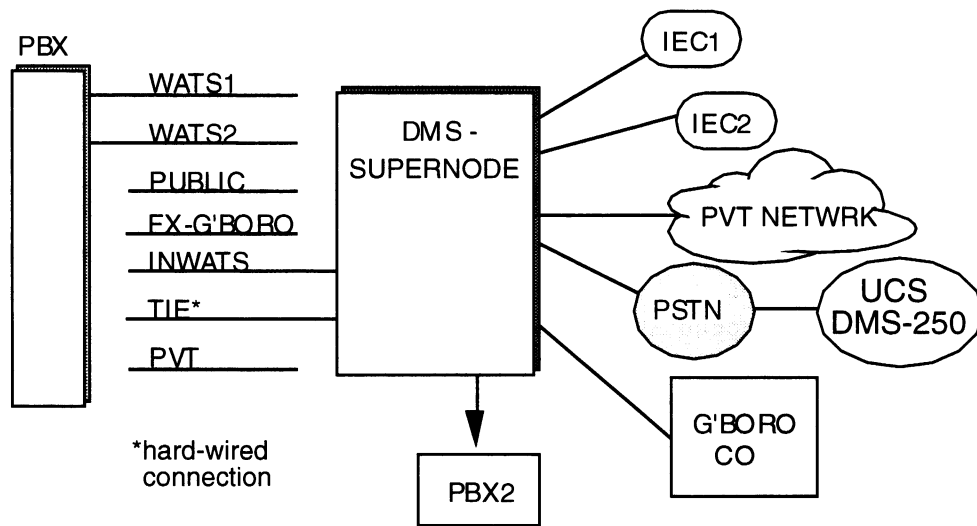 PBX
WATS1
WATS2
PUBLIC
FX-G'BORO
INWATS
TIE*
PVT
*hard-wired
connection
DMS -
SUPERNODE
PBX2
IEC1
IEC2
PVT NETWRK
PSTN
UCS
DMS-250
G'BORO
CO